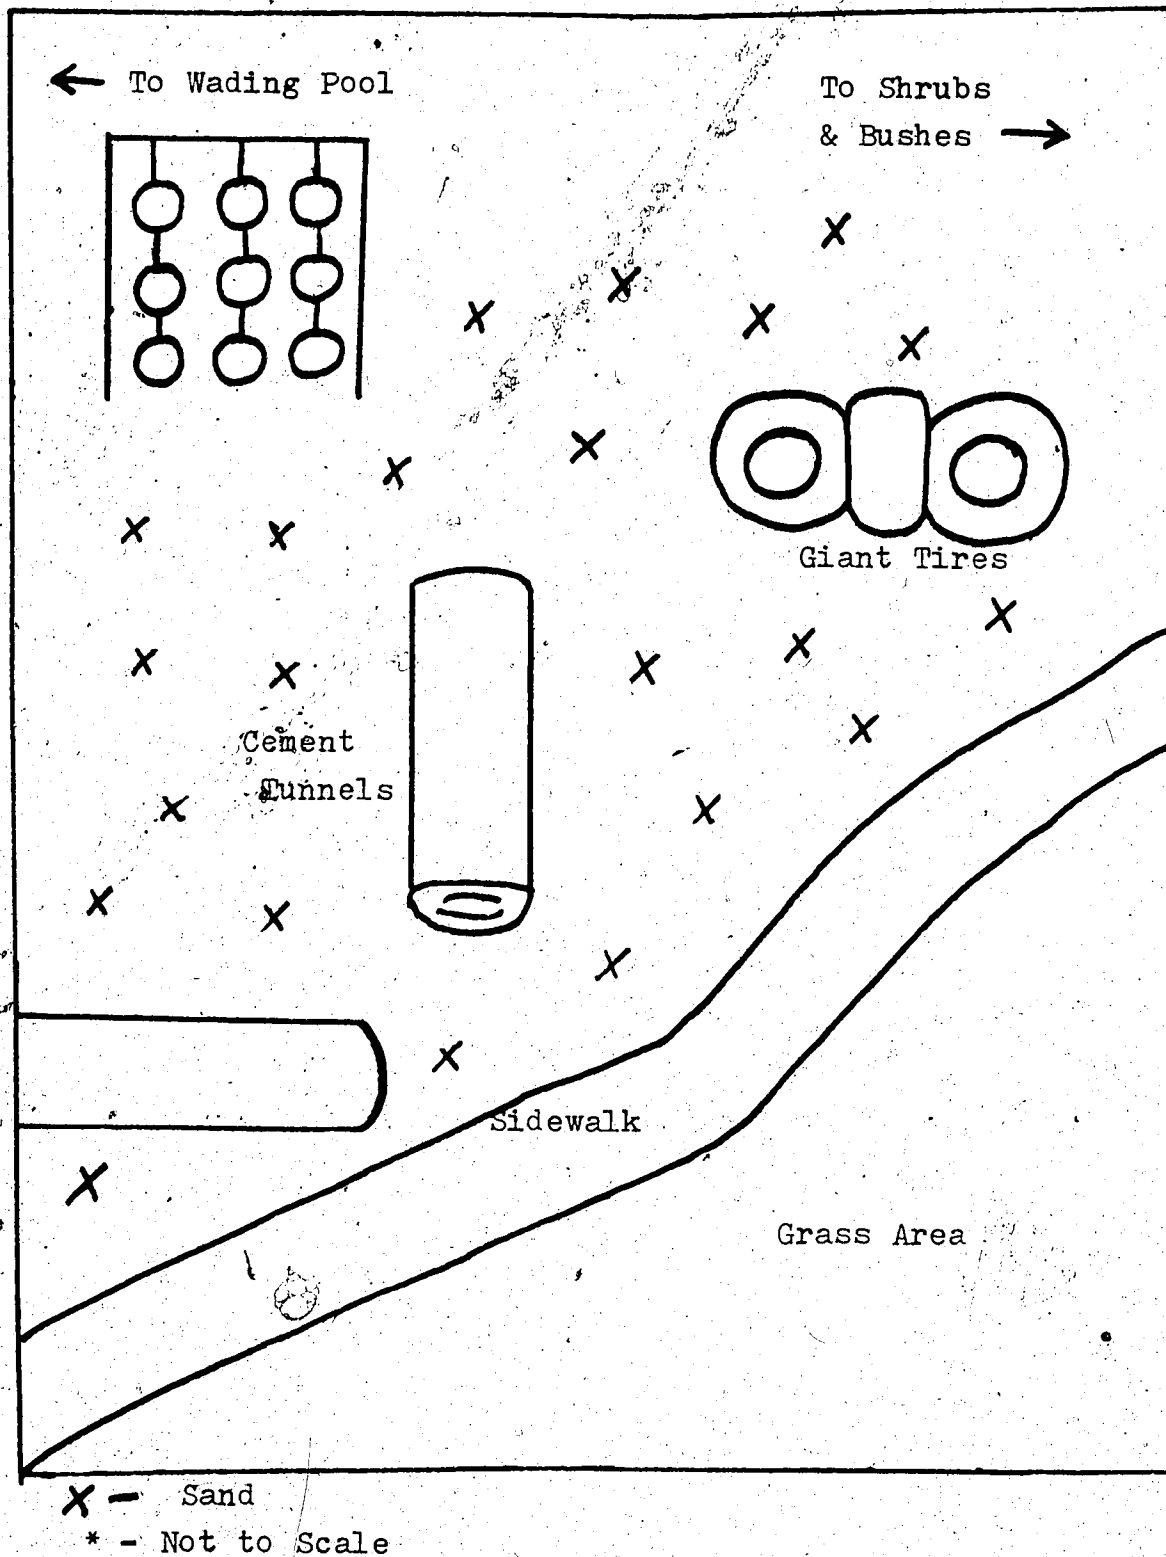 ← To Wading Pool
To Shrubs
& Bushes →
Giant Tires
Cement
Tunnels
Sidewalk
Grass Area
X - Sand
* - Not to Scale